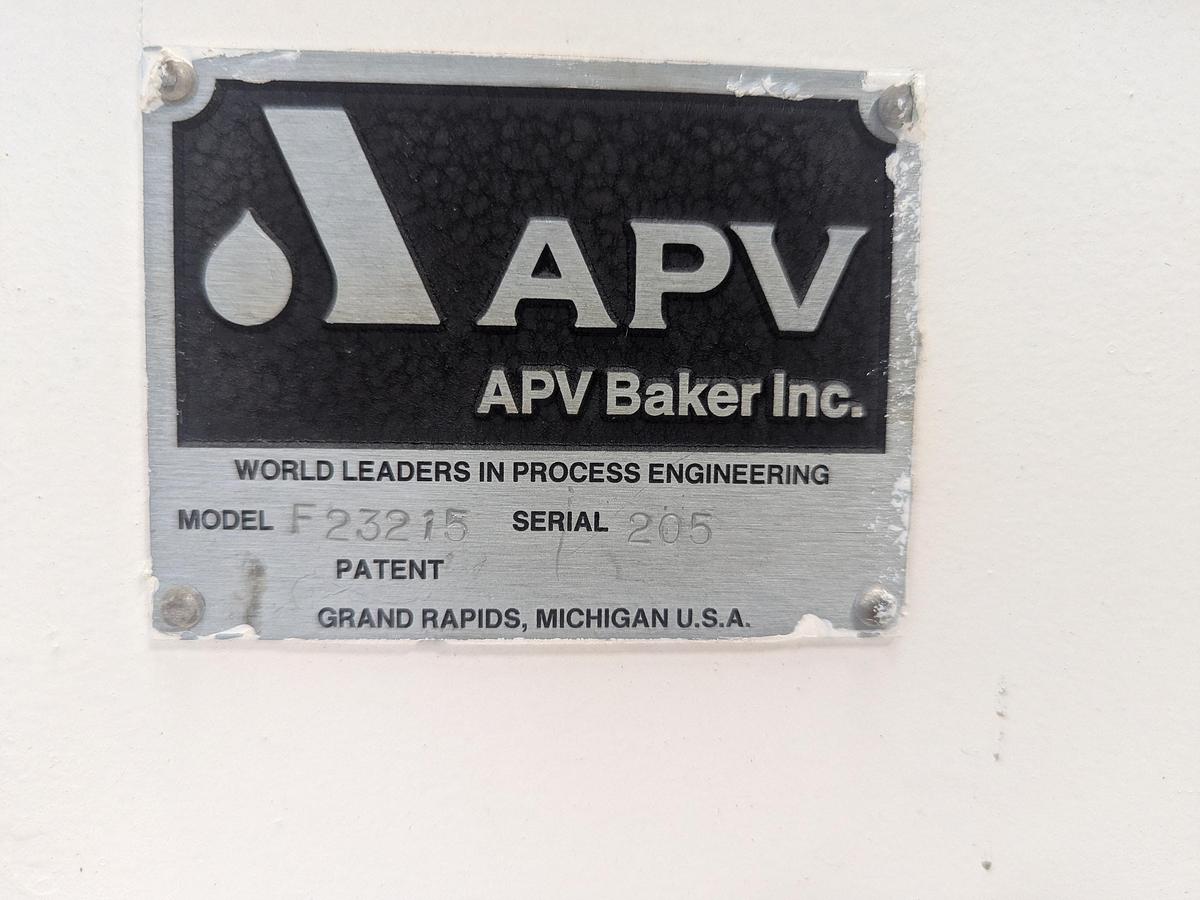 APV
APV Baker Inc.
WORLD LEADERS IN PROCESS ENGINEERING
MODEL F23215 SERIAL 205
PATENT
GRAND RAPIDS, MICHIGAN U.S.A.